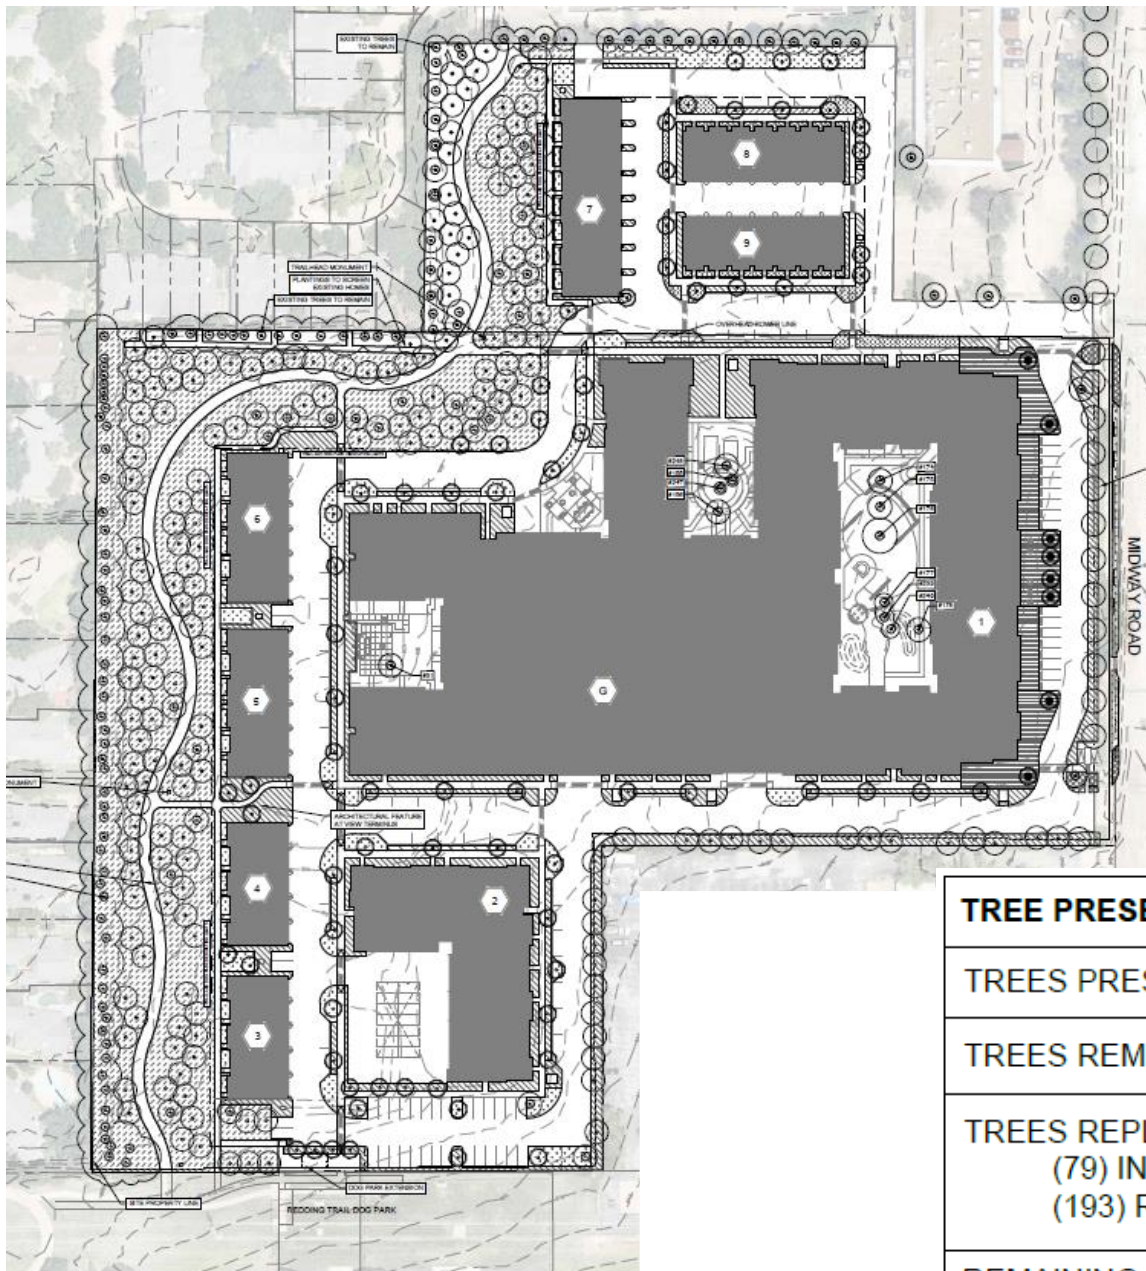 EXISTING TREES
TO REMAIN
8
7
9
TRAILHEAD MONUMENT
PLANTINGS TO SCREEN
EXISTING HOMES
EXISTING TREES TO REMAIN
OVERHEAD POWER LINE
6
MIDWAY ROAD
1
5
G
ARCHITECTURAL FEATURE
AT VIEW TERMINUS
4
2
3
SITE PROPERTY LINE
DOG PARK EXTENSION
REDDING TRAIL DOG PARK
TREE PRESE
TREES PRES
TREES REM
TREES REPL
(79) IN
(193) R